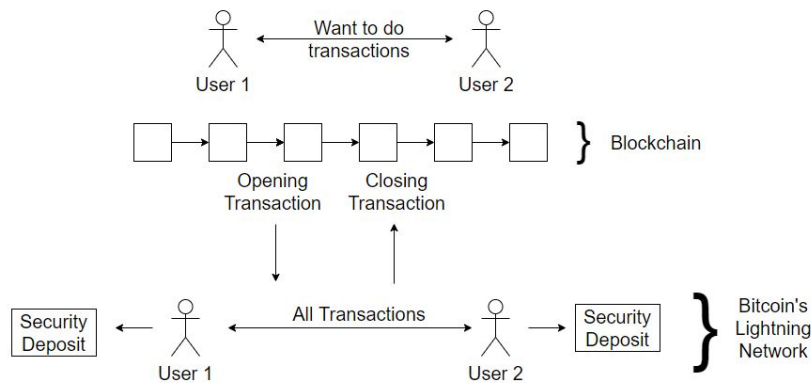 Want to do
transactions
User 1
User 2
Blockchain
Opening
Transaction
Closing
Transaction
Security
Deposit
All Transactions
Security
Deposit
User 1
User 2
Bitcoin's
Lightning
Network